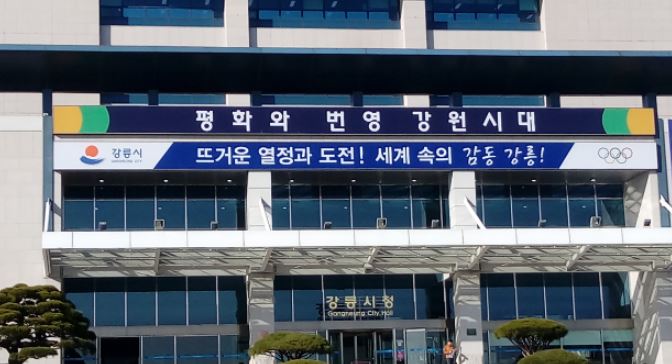 평화와 번영 강원시대
강릉시
GANGNEUNG CITY
뜨거운 열정과 도전! 세계 속의 감동 강릉!
강릉시청
Gangneung City Hall